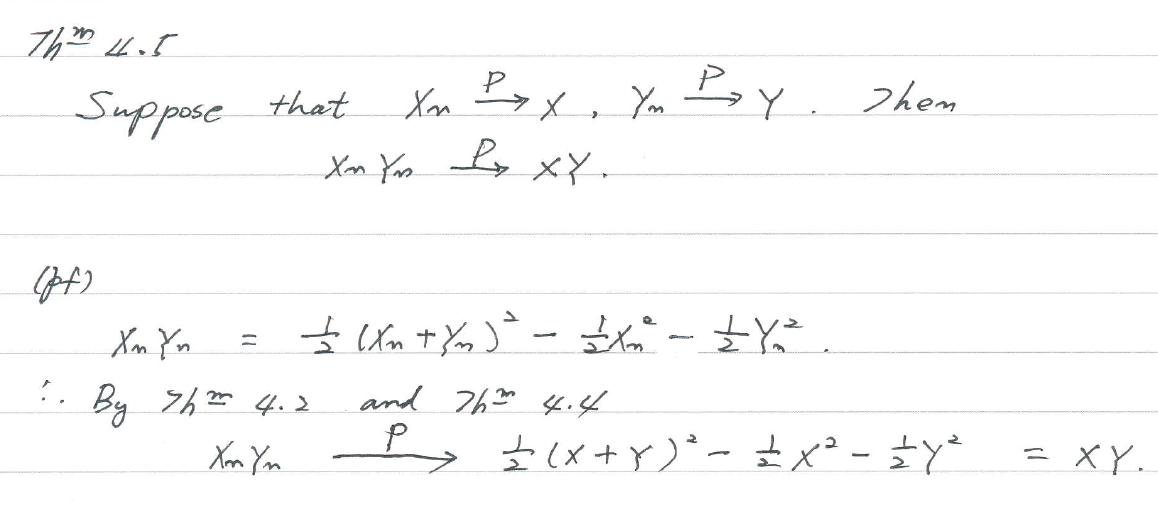 Thm 4.5
Suppose that Xn P→ X, Yn P→ Y. Then
Xn Yn P→ XY.
(pf)
Xn Yn = 1/2 (Xn + Yn)² - 1/2 Xn² - 1/2 Yn².
∴ By Thm 4.2 and Thm 4.4
Xn Yn P→ 1/2 (X + Y)² - 1/2 X² - 1/2 Y² = XY.